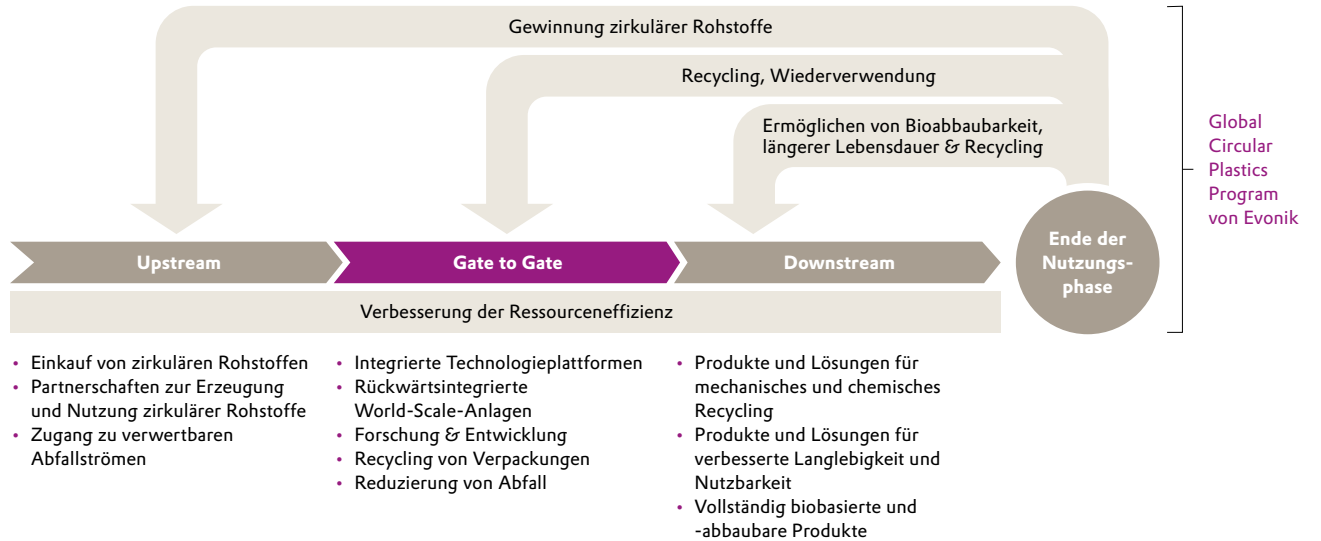 Gewinnung zirkulärer Rohstoffe
Recycling, Wiederverwendung
Ermöglichen von Bioabbaubarkeit,
längerer Lebensdauer & Recycling
Global
Circular
Plastics
Program
von Evonik
Upstream
Gate to Gate
Downstream
Ende der
Nutzungs-
phase
Verbesserung der Ressourceneffizienz
• Einkauf von zirkulären Rohstoffen
• Partnerschaften zur Erzeugung
und Nutzung zirkulärer Rohstoffe
• Zugang zu verwertbaren
Abfallströmen
• Integrierte Technologieplattformen
• Rückwärtsintegrierte
World-Scale-Anlagen
• Forschung & Entwicklung
• Recycling von Verpackungen
• Reduzierung von Abfall
• Produkte und Lösungen für
mechanisches und chemisches
Recycling
• Produkte und Lösungen für
verbesserte Langlebigkeit und
Nutzbarkeit
• Vollständig biobasierte und
-abbaubare Produkte